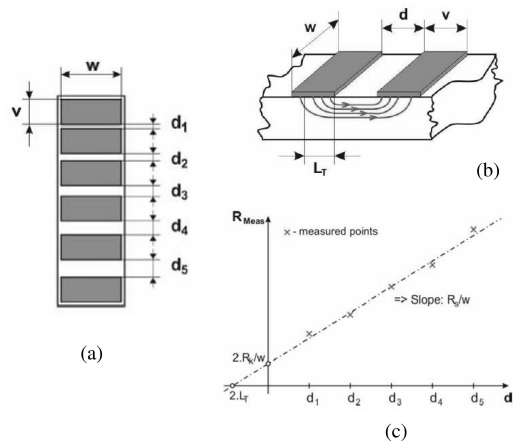 w
v
d1
d2
d3
d4
d5
(a)
w
d
v
LT
(b)
RMeas
×- measured points
=> Slope: Rs/w
2.Rk/w
2.LT
d1 d2 d3 d4 d5 d
(c)